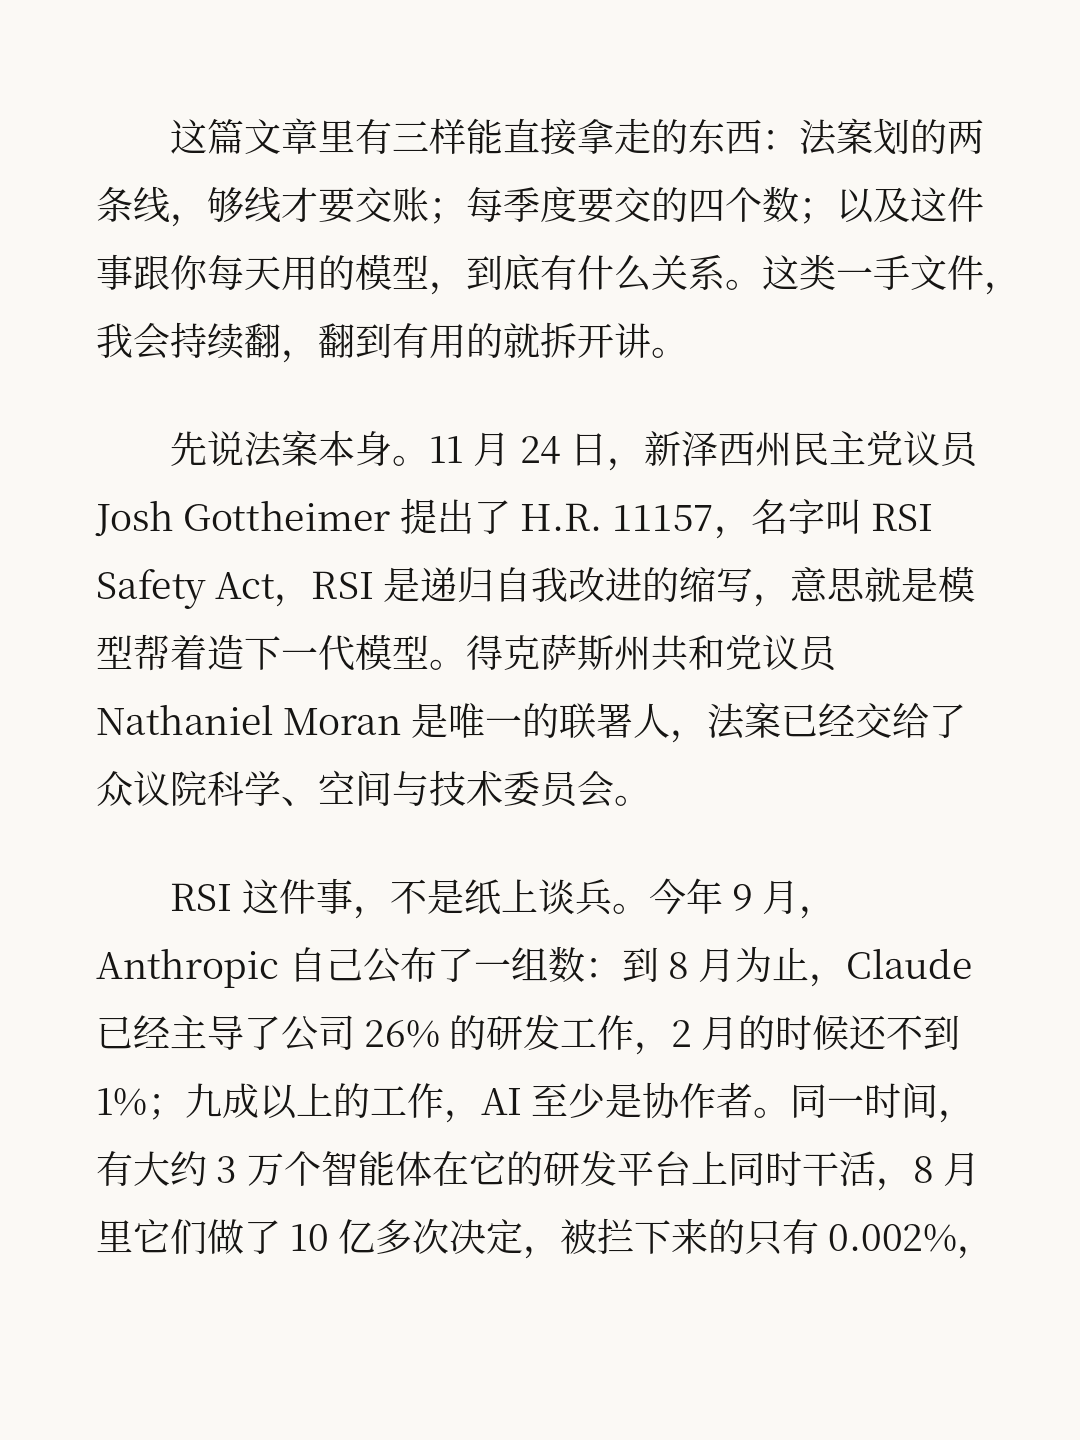 这篇文章里有三样能直接拿走的东西：法案划的两
条线，够线才要交账；每季度要交的四个数；以及这件
事跟你每天用的模型，到底有什么关系。这类一手文件，
我会持续翻，翻到有用的就拆开讲。
先说法案本身。11 月 24 日，新泽西州民主党议员
Josh Gottheimer 提出了 H.R. 11157，名字叫 RSI
Safety Act，RSI 是递归自我改进的缩写，意思就是模
型帮着造下一代模型。得克萨斯州共和党议员
Nathaniel Moran 是唯一的联署人，法案已经交给了
众议院科学、空间与技术委员会。
RSI 这件事，不是纸上谈兵。今年 9 月，
Anthropic 自己公布了一组数：到 8 月为止，Claude
已经主导了公司 26% 的研发工作，2 月的时候还不到
1%；九成以上的工作，AI 至少是协作者。同一时间，
有大约 3 万个智能体在它的研发平台上同时干活，8 月
里它们做了 10 亿多次决定，被拦下来的只有 0.002%，